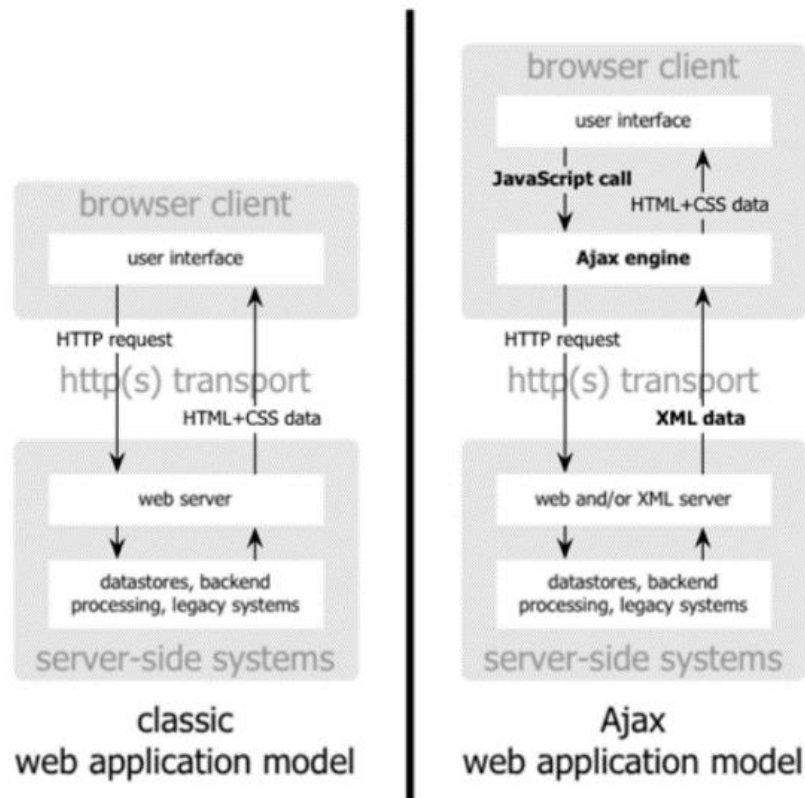 browser client
user interface
HTTP request
http(s) transport
HTML+CSS data
web server
datastores, backend
processing, legacy systems
server-side systems
classic
web application model
browser client
user interface
JavaScript call
HTML+CSS data
Ajax engine
HTTP request
http(s) transport
XML data
web and/or XML server
datastores, backend
processing, legacy systems
server-side systems
Ajax
web application model